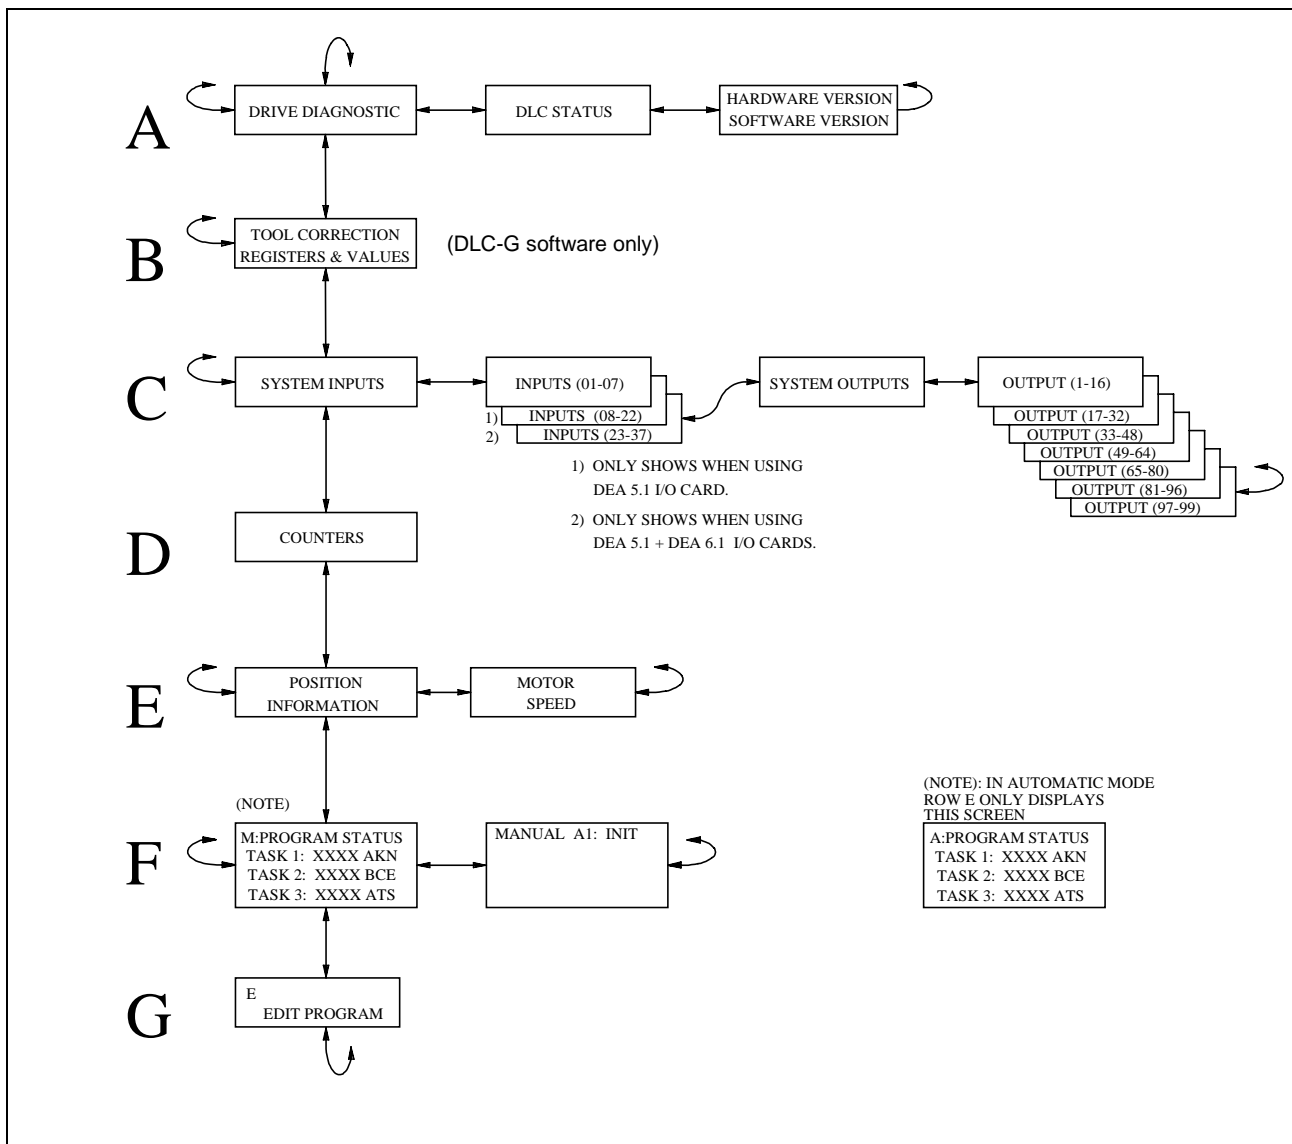 A
DRIVE DIAGNOSTIC
DLC STATUS
HARDWARE VERSION
SOFTWARE VERSION
B
TOOL CORRECTION
REGISTERS & VALUES
(DLC-G software only)
C
SYSTEM INPUTS
INPUTS (01-07)
1) INPUTS (08-22)
2) INPUTS (23-37)
SYSTEM OUTPUTS
OUTPUT (1-16)
OUTPUT (17-32)
OUTPUT (33-48)
OUTPUT (49-64)
OUTPUT (65-80)
OUTPUT (81-96)
OUTPUT (97-99)
1) ONLY SHOWS WHEN USING
DEA 5.1 I/O CARD.
2) ONLY SHOWS WHEN USING
DEA 5.1 + DEA 6.1 I/O CARDS.
D
COUNTERS
E
POSITION
INFORMATION
MOTOR
SPEED
F
(NOTE)
M:PROGRAM STATUS
TASK 1: XXXX AKN
TASK 2: XXXX BCE
TASK 3: XXXX ATS
MANUAL A1: INIT
(NOTE): IN AUTOMATIC MODE
ROW E ONLY DISPLAYS
THIS SCREEN
A:PROGRAM STATUS
TASK 1: XXXX AKN
TASK 2: XXXX BCE
TASK 3: XXXX ATS
G
E
EDIT PROGRAM